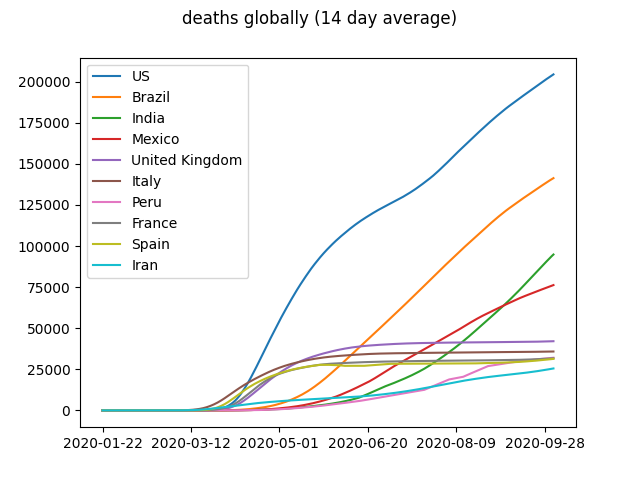 deaths globally (14 day average)
200000
175000
150000
125000
100000
75000
50000
25000
0
US
Brazil
India
Mexico
United Kingdom
Italy
Peru
France
Spain
Iran
2020-01-22 2020-03-12 2020-05-01 2020-06-20 2020-08-09 2020-09-28